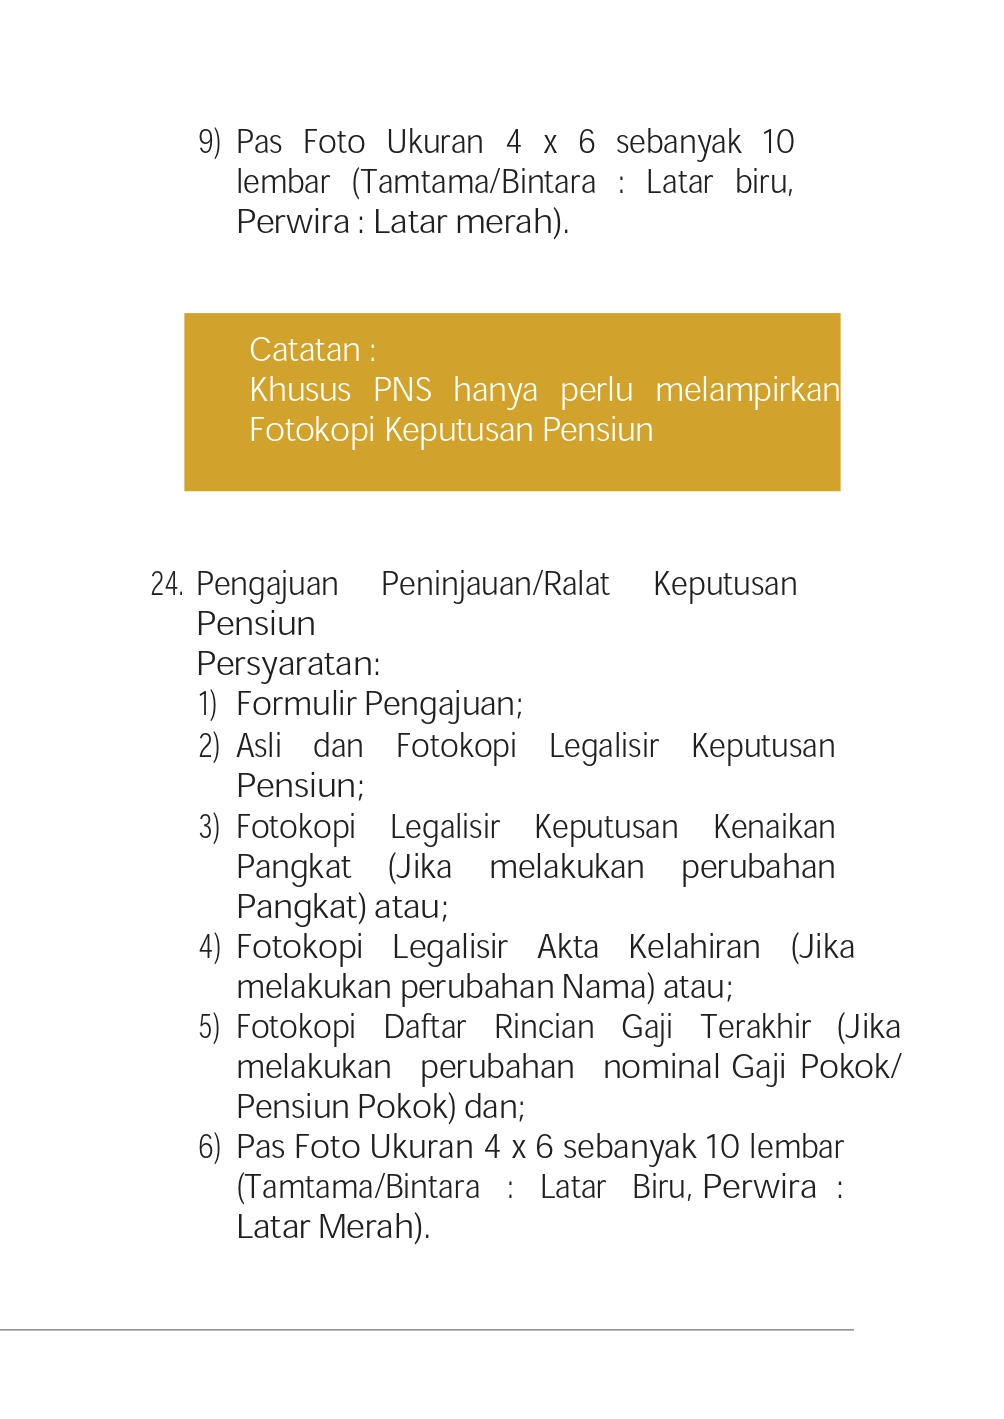 9) Pas Foto Ukuran 4 x 6 sebanyak 10
lembar (Tamtama/Bintara : Latar biru,
Perwira : Latar merah).
Catatan :
Khusus PNS hanya perlu melampirkan
Fotokopi Keputusan Pensiun
24. Pengajuan Peninjauan/Ralat Keputusan
Pensiun
Persyaratan:
1) Formulir Pengajuan;
2) Asli dan Fotokopi Legalisir Keputusan
Pensiun;
3) Fotokopi Legalisir Keputusan Kenaikan
Pangkat (Jika melakukan perubahan
Pangkat) atau;
4) Fotokopi Legalisir Akta Kelahiran (Jika
melakukan perubahan Nama) atau;
5) Fotokopi Daftar Rincian Gaji Terakhir (Jika
melakukan perubahan nominal Gaji Pokok/
Pensiun Pokok) dan;
6) Pas Foto Ukuran 4 x 6 sebanyak 10 lembar
(Tamtama/Bintara : Latar Biru, Perwira :
Latar Merah).